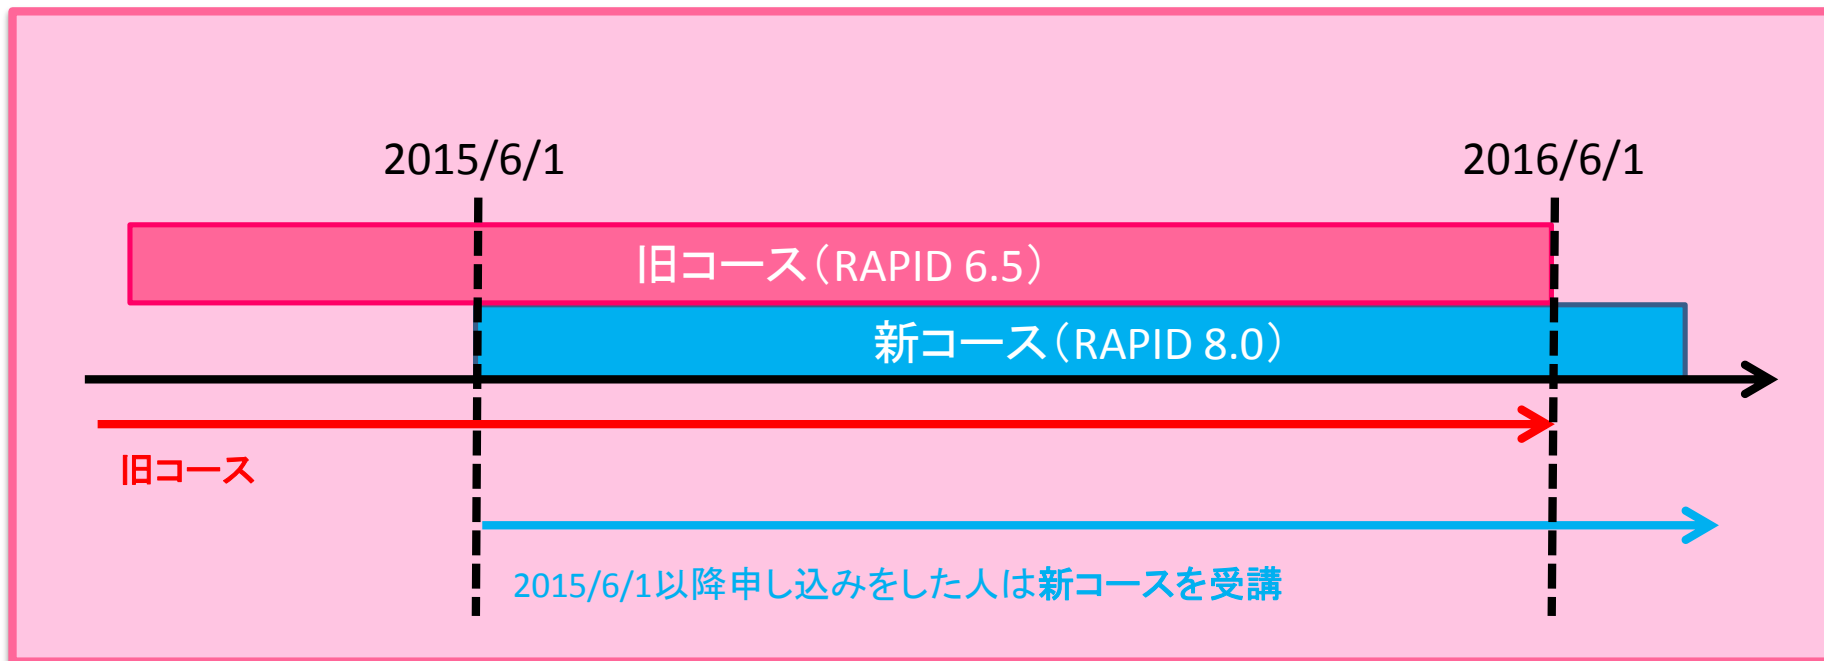 2015/6/1
2016/6/1
旧コース（RAPID 6.5）
新コース（RAPID 8.0）
旧コース
2015/6/1以降申し込みをした人は新コースを受講